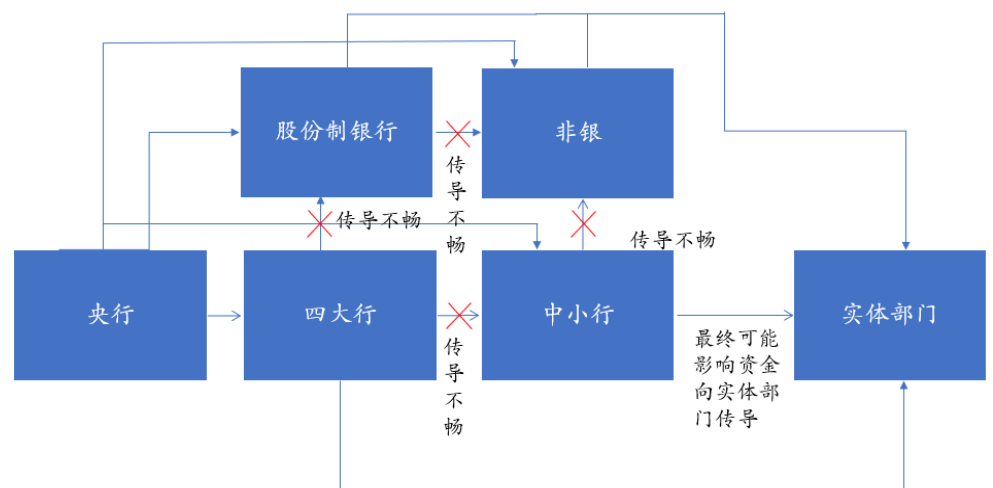 股份制银行
非银
传
导
不
畅
传导不畅
传导不畅
央行
四大行
中小行
实体部门
传
导
不
畅
最终可能
影响资金
向实体部
门传导